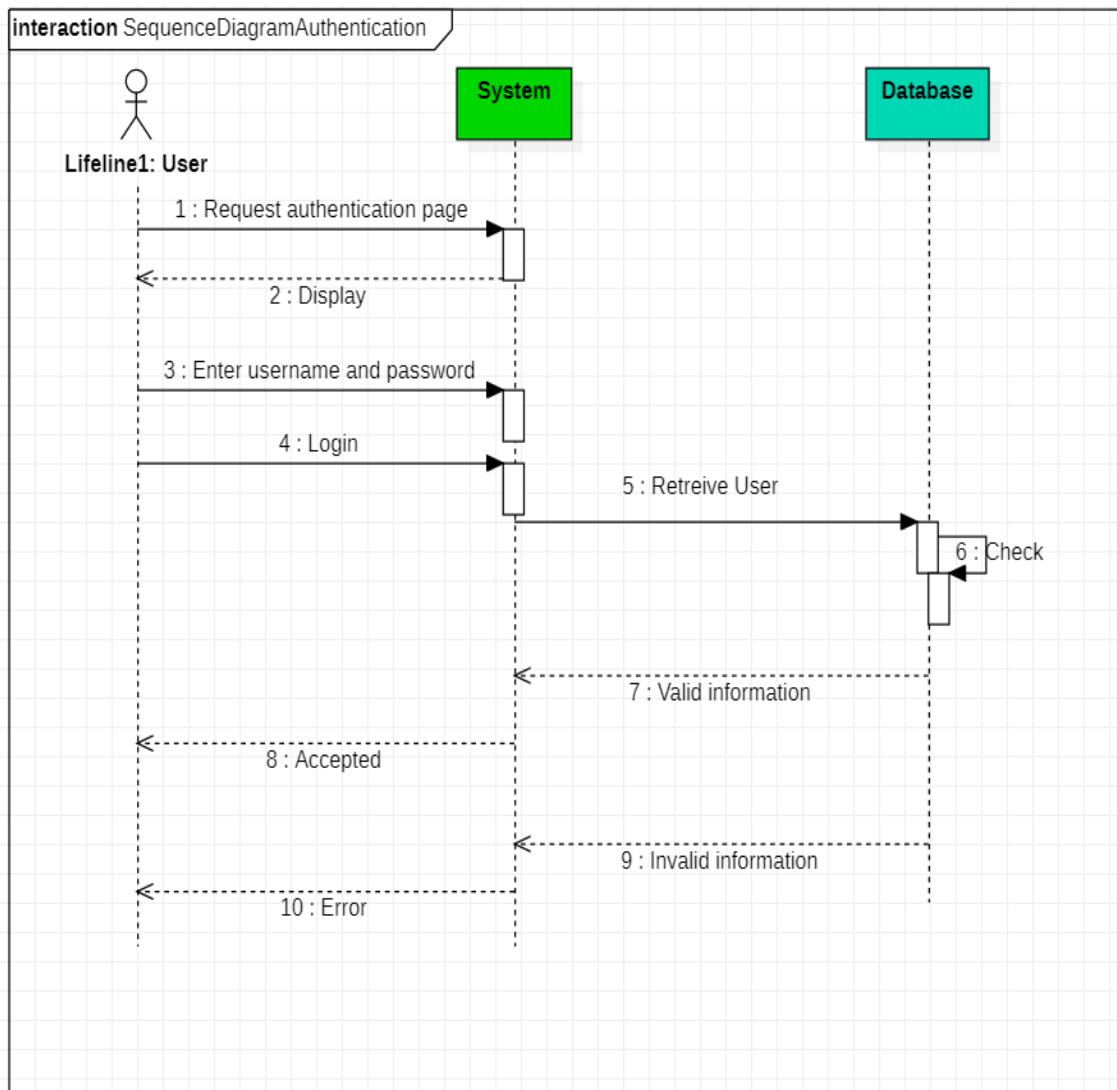 interaction SequenceDiagramAuthentication
System
Database
Lifeline1: User
1 : Request authentication page
2 : Display
3 : Enter username and password
4 : Login
5 : Retreive User
6 : Check
7 : Valid information
8 : Accepted
9 : Invalid information
10 : Error